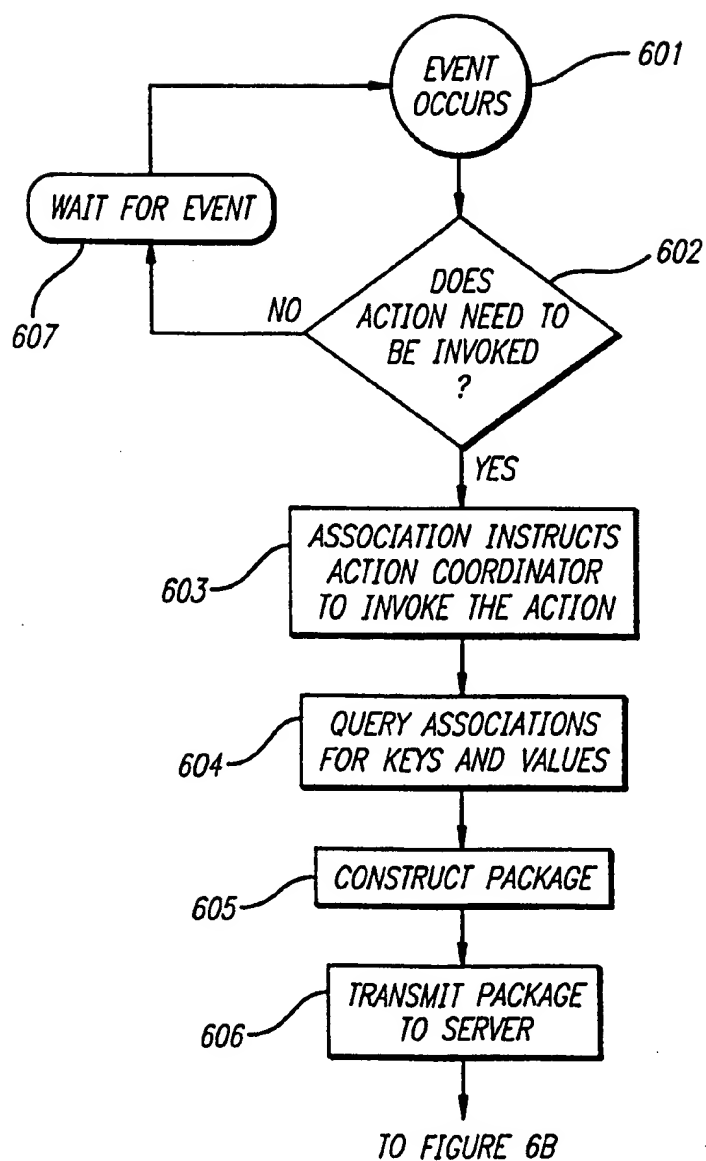 EVENT
OCCURS
601
WAIT FOR EVENT
607
602
DOES
ACTION NEED TO
BE INVOKED
?
NO
YES
ASSOCIATION INSTRUCTS
ACTION COORDINATOR
TO INVOKE THE ACTION
603
QUERY ASSOCIATIONS
FOR KEYS AND VALUES
604
CONSTRUCT PACKAGE
605
TRANSMIT PACKAGE
TO SERVER
606
TO FIGURE 6B